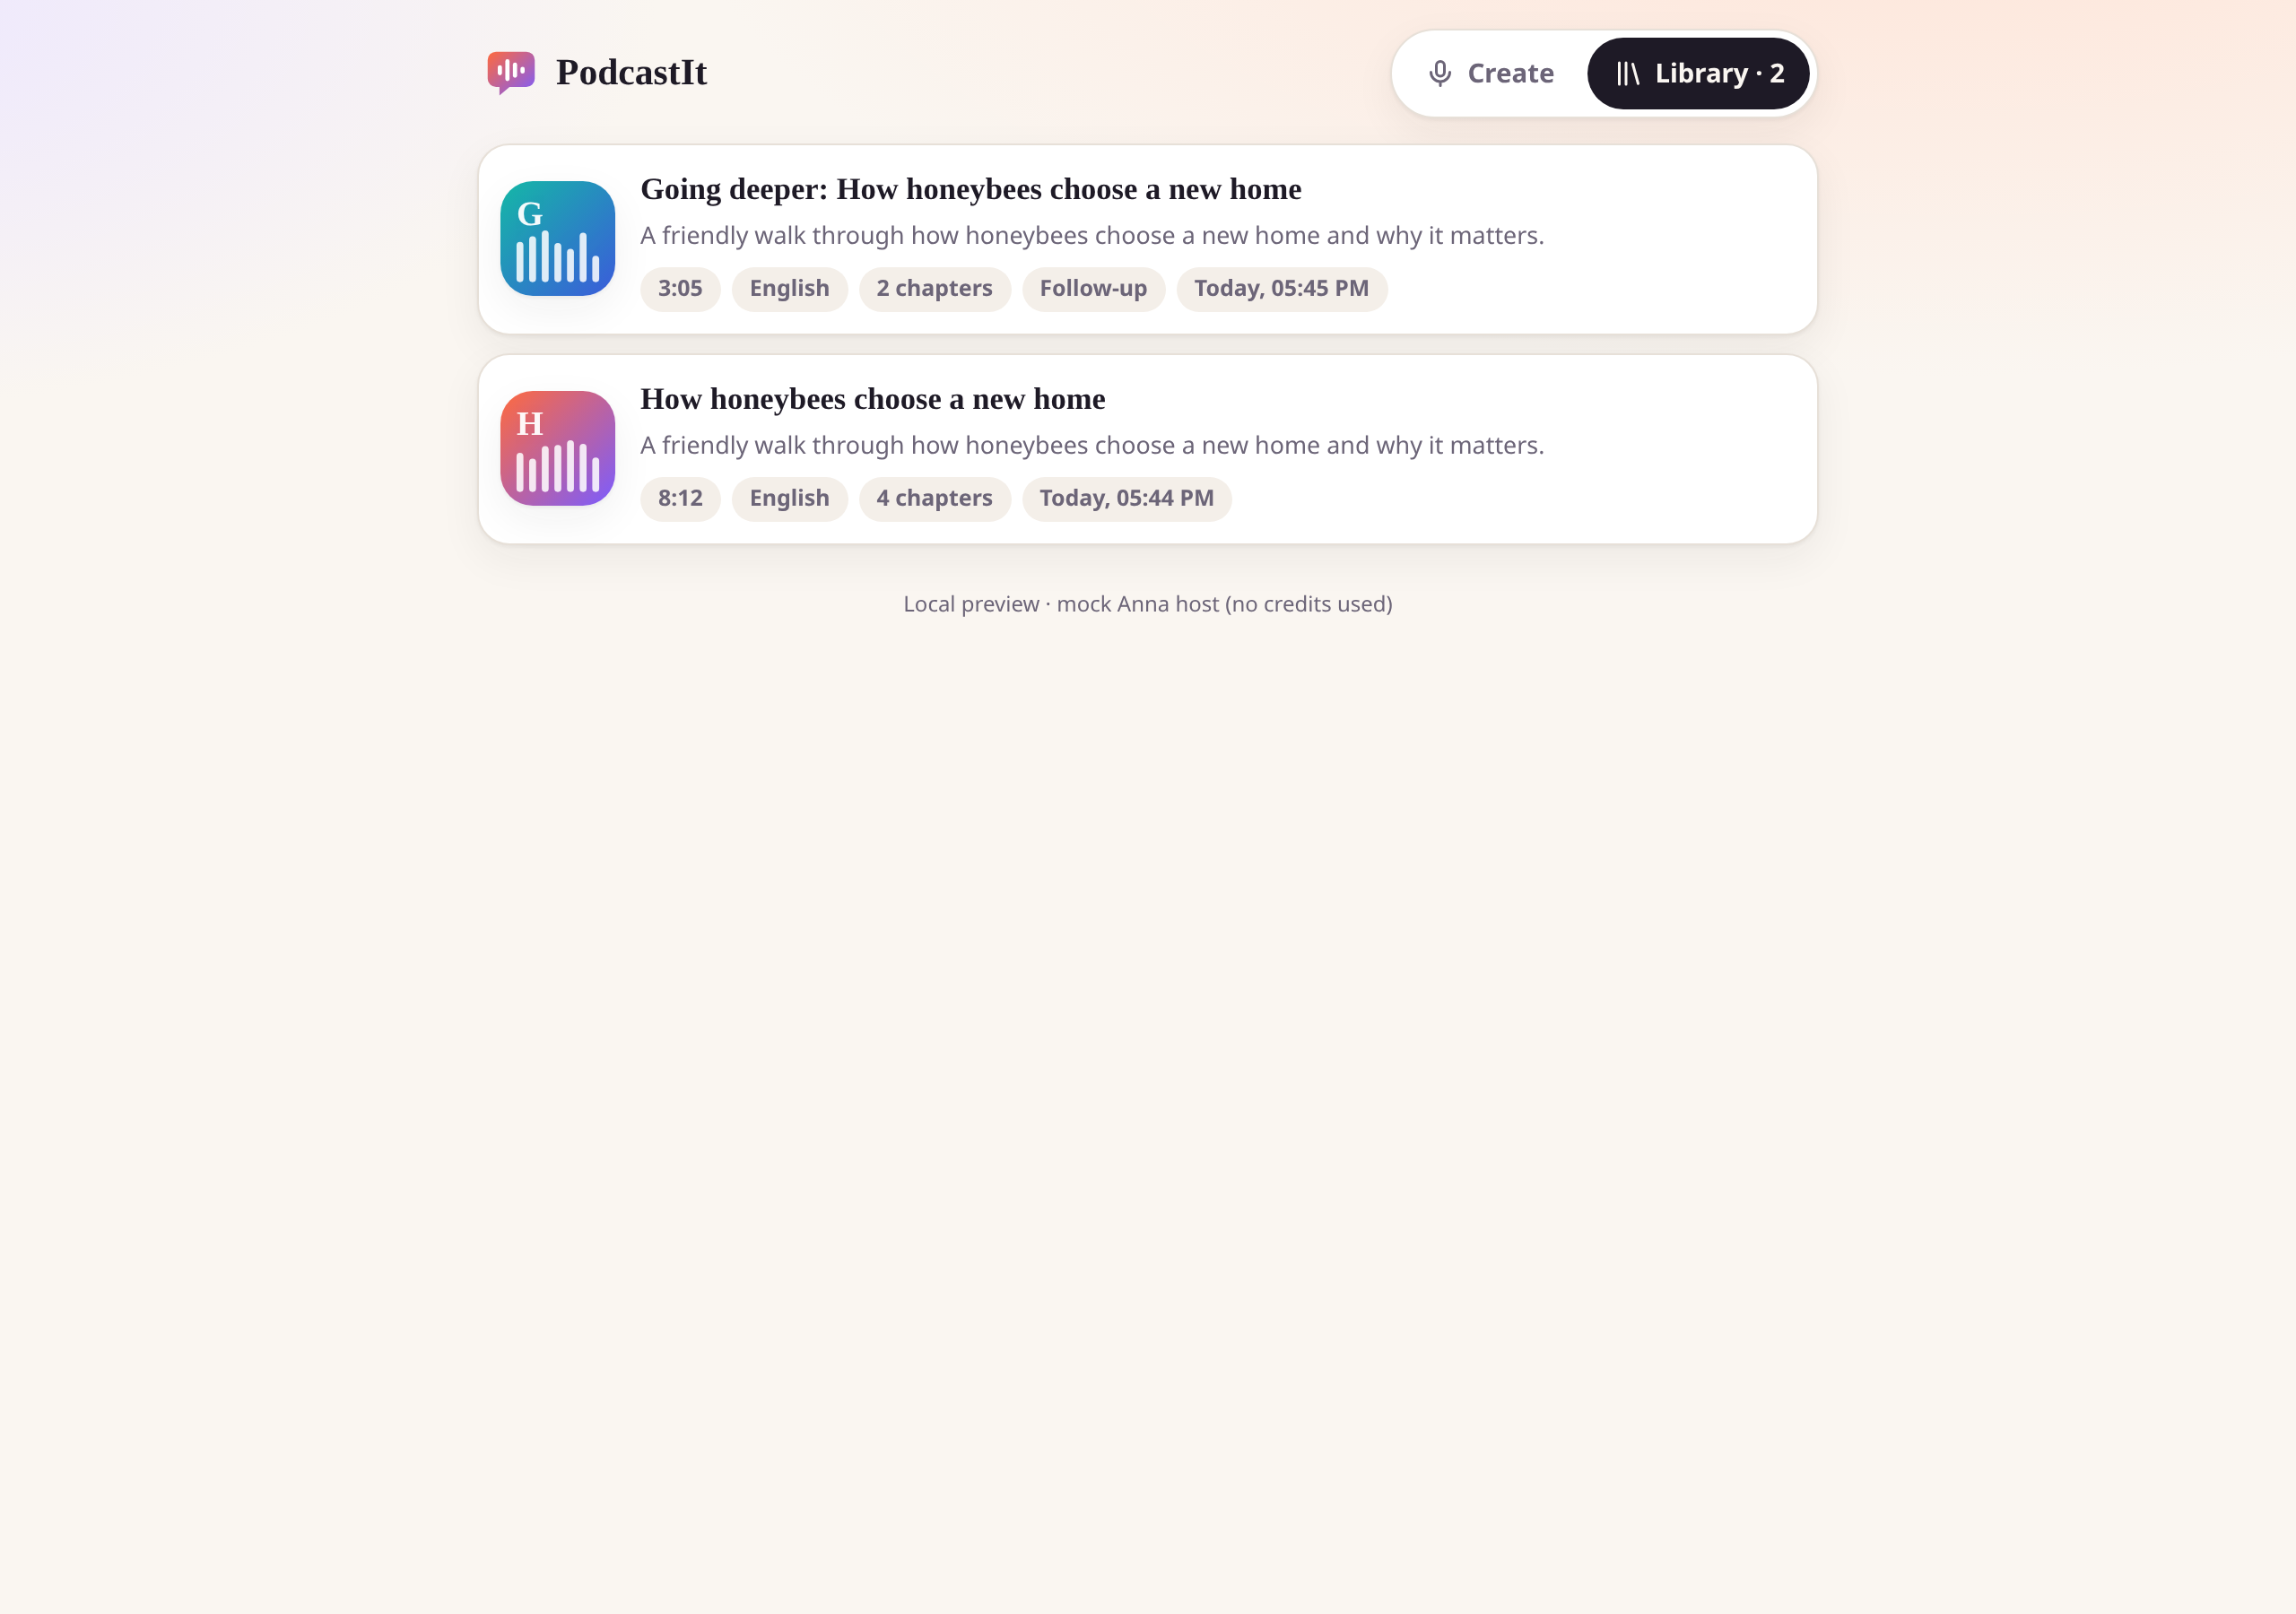 PodcastIt
Create
Library · 2
G
Going deeper: How honeybees choose a new home
A friendly walk through how honeybees choose a new home and why it matters.
3:05 English 2 chapters Follow-up Today, 05:45 PM
H
How honeybees choose a new home
A friendly walk through how honeybees choose a new home and why it matters.
8:12 English 4 chapters Today, 05:44 PM
Local preview · mock Anna host (no credits used)